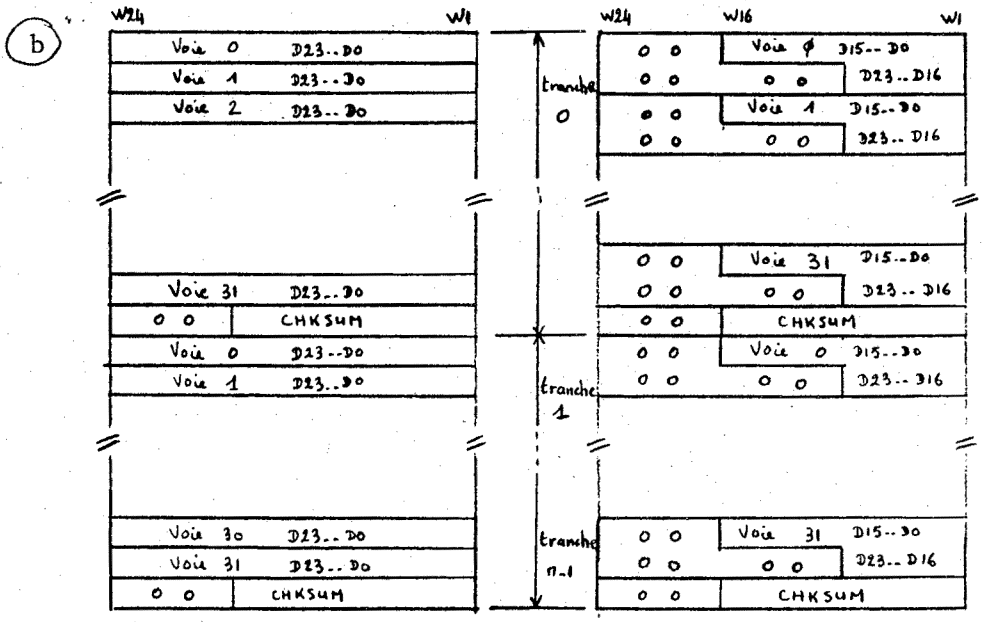 b
W24 W1 W24 W16 W1
Voie 0 D23..D0
Voie 1 D23..D0
Voie 2 D23..D0
Voie 31 D23..D0
0 0 CHKSUM
Voie 0 D23..D0
Voie 1 D23..D0
Voie 30 D23..D0
Voie 31 D23..D0
0 0 CHKSUM
tranche
0
tranche
1
tranche
n-1
0 0 Voie φ D15..D0
0 0 0 0 D23..D16
0 0 Voie 1 D15..D0
0 0 0 0 D23..D16
0 0 Voie 31 D15..D0
0 0 0 0 D23..D16
0 0 CHKSUM
0 0 Voie 0 D15..D0
0 0 0 0 D23..D16
0 0 Voie 31 D15..D0
0 0 0 0 D23..D16
0 0 CHKSUM